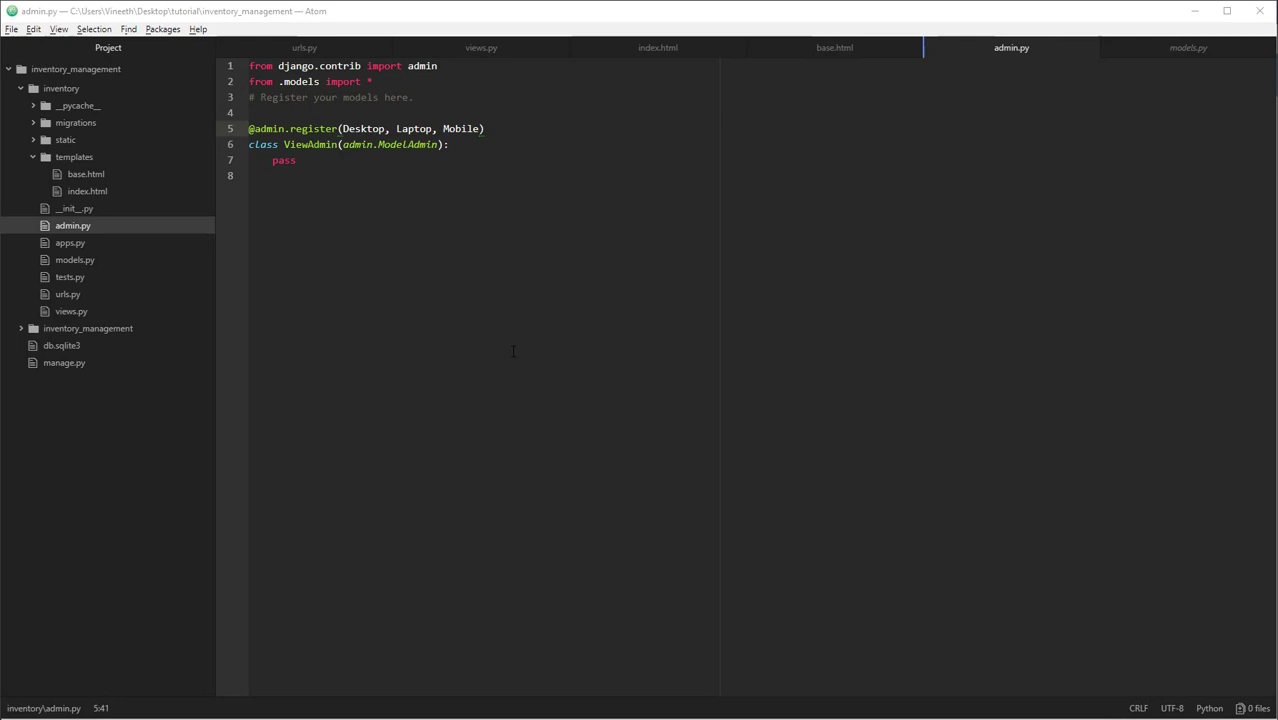 admin.py — C:\Users\Vineeth\Desktop\tutorial\inventory_management — Atom
File Edit View Selection Find Packages Help
Project
urls.py views.py index.html base.html admin.py models.py
inventory_management
inventory
__pycache__
migrations
static
templates
base.html
index.html
__init__.py
admin.py
apps.py
models.py
tests.py
urls.py
views.py
inventory_management
db.sqlite3
manage.py
1 from django.contrib import admin
2 from .models import *
3 # Register your models here.
4
5 @admin.register(Desktop, Laptop, Mobile)
6 class ViewAdmin(admin.ModelAdmin):
7 pass
8
inventory\admin.py 5:41 CRLF UTF-8 Python 0 files